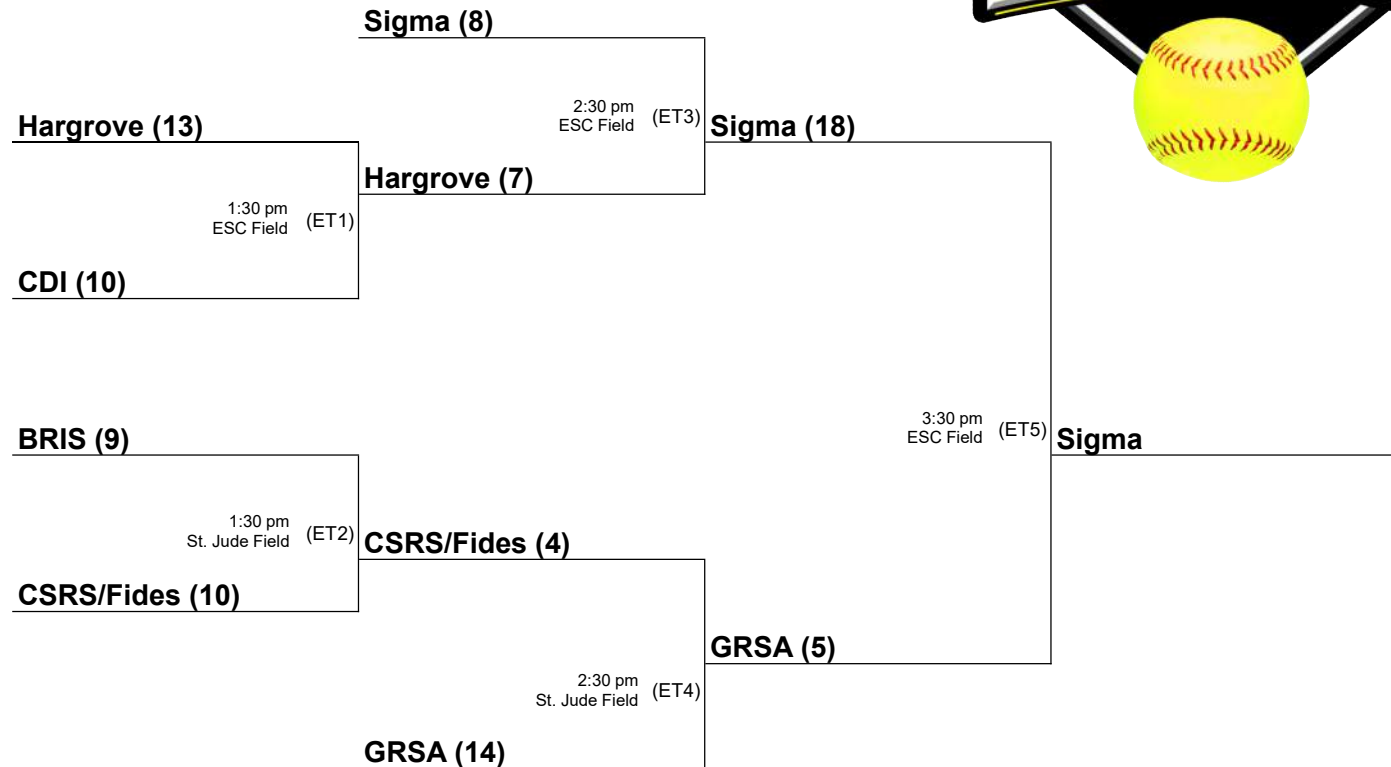 Sigma (8)
2:30 pm
ESC Field
(ET3)
Hargrove (13)
Sigma (18)
Hargrove (7)
1:30 pm
ESC Field
(ET1)
CDI (10)
3:30 pm
ESC Field
(ET5)
BRIS (9)
Sigma
1:30 pm
St. Jude Field
(ET2)
CSRS/Fides (4)
CSRS/Fides (10)
GRSA (5)
2:30 pm
St. Jude Field
(ET4)
GRSA (14)